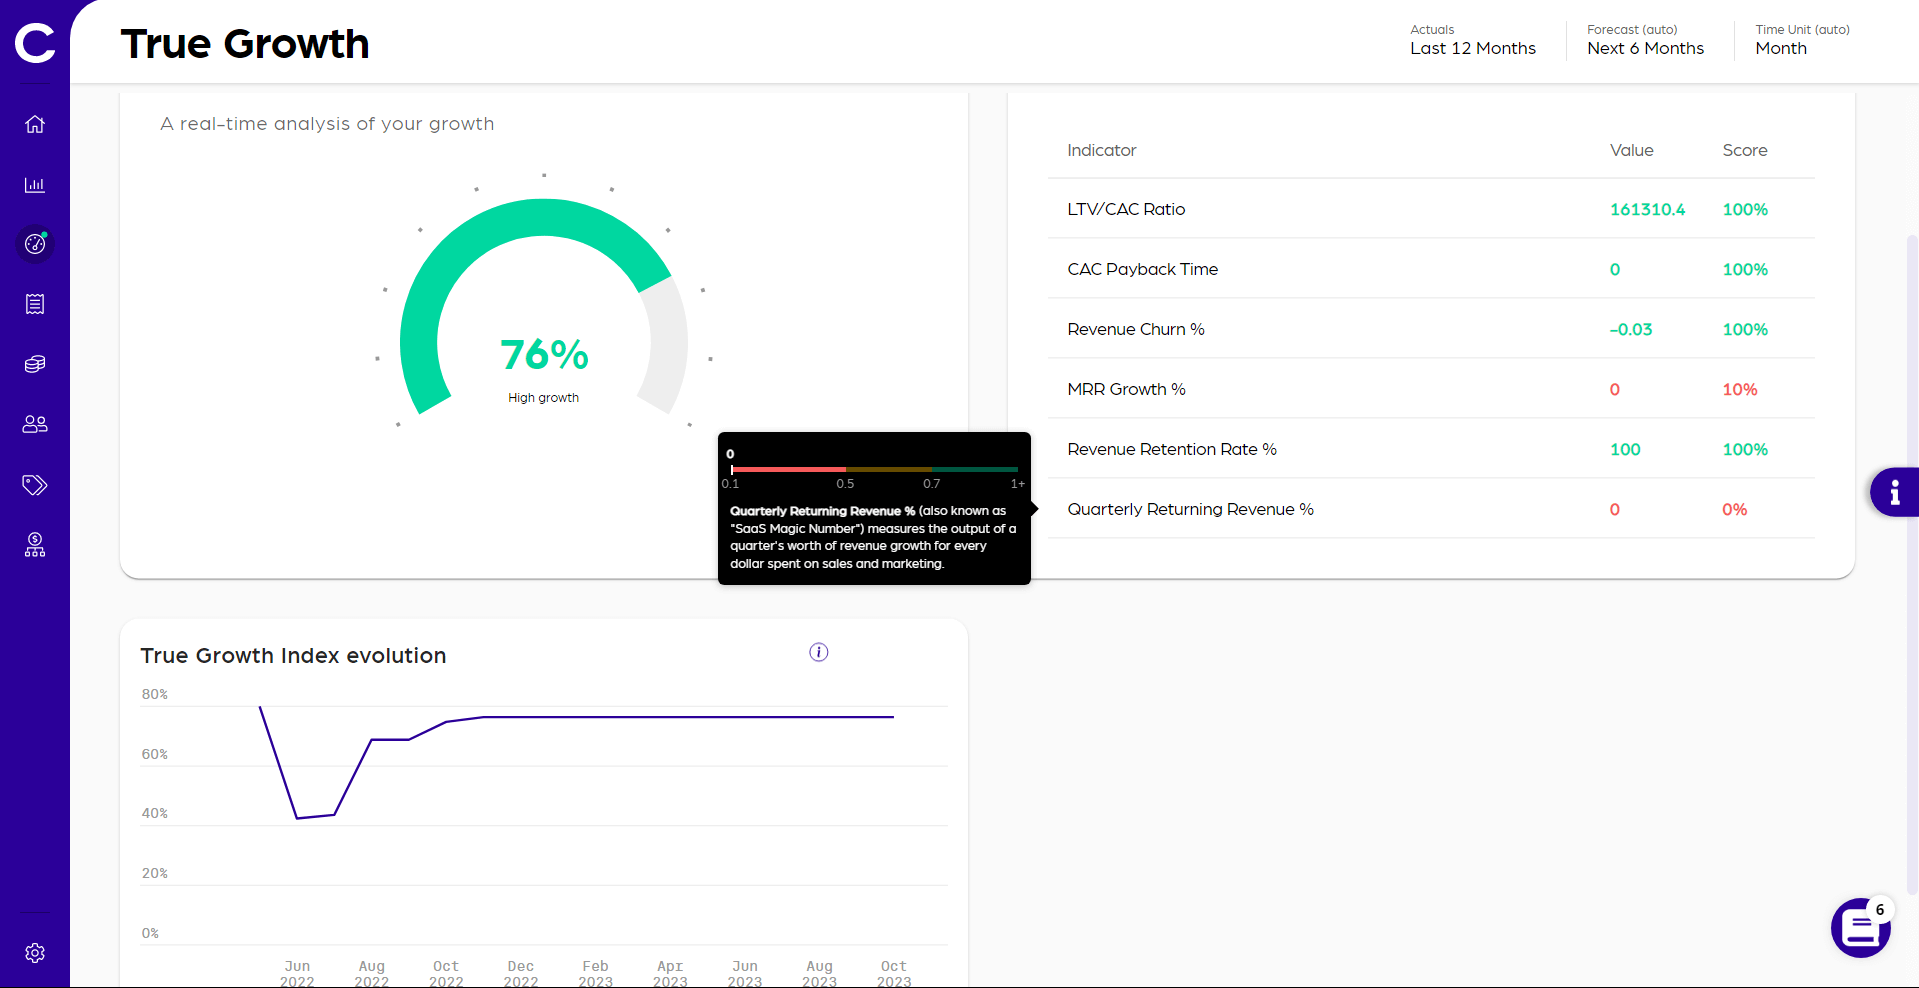 True Growth
Actuals
Last 12 Months
Forecast (auto)
Next 6 Months
Time Unit (auto)
Month
A real-time analysis of your growth
76%
High growth
Indicator Value Score
LTV/CAC Ratio 161310.4 100%
CAC Payback Time 0 100%
Revenue Churn % -0.03 100%
MRR Growth % 0 10%
Revenue Retention Rate % 100 100%
Quarterly Returning Revenue % 0 0%
0
0.1 0.5 0.7 1+
Quarterly Returning Revenue % (also known as
"SaaS Magic Number") measures the output of a
quarter's worth of revenue growth for every
dollar spent on sales and marketing.
True Growth Index evolution
80%
60%
40%
20%
0%
Jun Aug Oct Dec Feb Apr Jun Aug Oct
2022 2022 2022 2022 2023 2023 2023 2023 2023
6